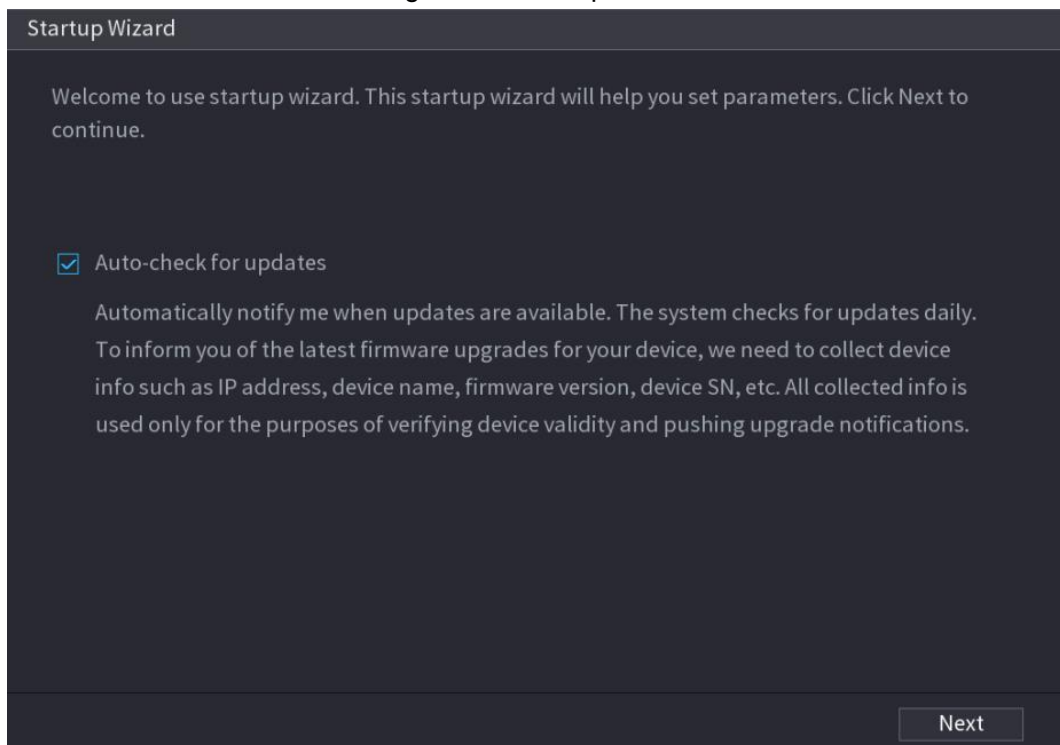 Startup Wizard
Welcome to use startup wizard. This startup wizard will help you set parameters. Click Next to
continue.
Auto-check for updates
Automatically notify me when updates are available. The system checks for updates daily.
To inform you of the latest firmware upgrades for your device, we need to collect device
info such as IP address, device name, firmware version, device SN, etc. All collected info is
used only for the purposes of verifying device validity and pushing upgrade notifications.
Next